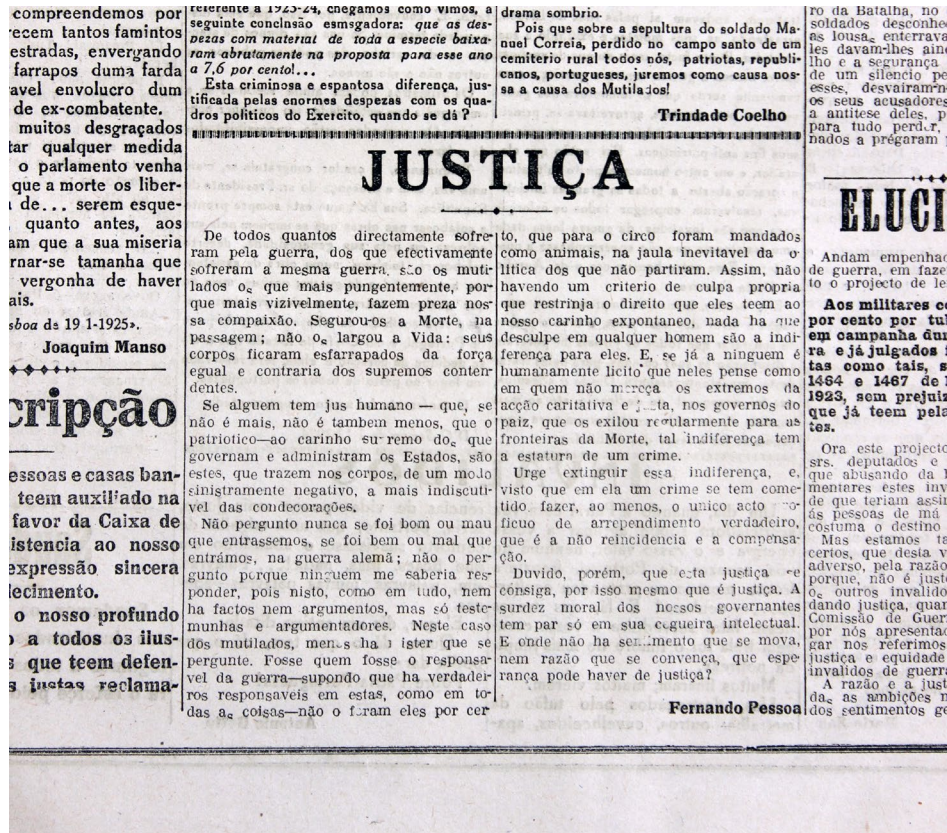 compreendemos por
recem tantos famintos
estradas, envergando
farrapos duma farda
avel envolucro dum
de ex-combatente.
muitos desgraçados
tar qualquer medida
o parlamento venha
que a morte os liber-
de... serem esque-
quanto antes, aos
am que a sua miseria
rnar-se tamanha que
vergonha de haver
ais.
sboa de 19 1-1925».
Joaquim Manso
cripção
essoas e casas ban-
teem auxiliado na
favor da Caixa de
istencia ao nosso
expressão sincera
lecimento.
o nosso profundo
a todos os ilus-
que teem defen-
s justas reclama-
referente a 1923-24, chegamos como vimos, a
seguinte conclnsão esmsgadora: que as des-
pezas com material de toda a especie baixa-
ram abrutamente na proposta para esse ano
a 7,6 por cento!...
Esta criminosa e espantosa diferença, jus-
tificada pelas enormes despezas com os qua-
dros politicos do Exercito, quando se dá?
drama sombrio.
Pois que sobre a sepultura do soldado Ma-
nuel Correia, perdido no campo santo de um
cemiterio rural todos nós, patriotas, republi-
canos, portugueses, juremos como causa nos-
sa a causa dos Mutilados!
Trindade Coelho
JUSTIÇA
De todos quantos directamente sofre-
ram pela guerra, dos que efectivamente
sofreram a mesma guerra, são os muti-
lados os que mais pungentemente, por-
que mais vizivelmente, fazem preza nos-
sa compaixão. Segurou-os a Morte, na
passagem; não os largou a Vida: seus
corpos ficaram esfarrapados da força
egual e contraria dos supremos conten-
dentes.
Se alguem tem jus humano — que, se
não é mais, não é tambem menos, que o
patriotico—ao carinho supremo dos que
governam e administram os Estados, são
estes, que trazem nos corpos, de um modo
sinistramente negativo, a mais indiscuti-
vel das condecorações.
Não pergunto nunca se foi bom ou mau
que entrassemos, se foi bem ou mal que
entrámos, na guerra alemã; não o per-
gunto porque ninguem me saberia res-
ponder, pois nisto, como em tudo, nem
ha factos nem argumentos, mas só teste-
munhas e argumentadores. Neste caso
dos mutilados, menos ha mister que se
pergunte. Fosse quem fosse o responsa-
vel da guerra—supondo que ha verdadei-
ros responsaveis em estas, como em to-
das as coisas—não o foram eles por cer
to, que para o circo foram mandados
como animais, na jaula inevitavel da po-
litica dos que não partiram. Assim, não
havendo um criterio de culpa propria
que restrinja o direito que eles teem ao
nosso carinho expontaneo, nada ha que
desculpe em qualquer homem são a indi-
ferença para eles. E, se já a ninguem é
humanamente licito que neles pense como
em quem não mereça os extremos da
acção caritativa e justa, nos governos do
paiz, que os exilou regularmente para as
fronteiras da Morte, tal indiferença tem
a estatura de um crime.
Urge extinguir essa indiferença, e,
visto que em ela um crime se tem come-
tido fazer, ao menos, o unico acto pro-
ficuo de arrependimento verdadeiro,
que é a não reincidencia e a compensa-
ção.
Duvido, porém, que esta justiça se
consiga, por isso mesmo que é justiça. A
surdez moral dos nossos governantes
tem par só em sua cegueira intelectual.
E onde não ha sentimento que se mova,
nem razão que se convença, que espe-
rança pode haver de justiça?
Fernando Pessoa
ro da Batalha, no
soldados desconhe
as lousas enterrava
les davam-lhes ain
lho e a segurança
de um silencio pe
esses, desvairam-n
os seus acusadores
a antitese deles, p
para tudo perder,
nados a prégaram
ELUCI
Andam empenhad
de guerra, em faze
to o projecto de le
Aos militares co
por cento por tub
em campanha dur
ra e já julgados i
tas como tais, s
1464 e 1467 de
1923, sem prejuiz
que já teem pela
tes.
Ora este projecto
srs. deputados e
que abusando da
mentares estes inv
de que teriam assin
ás pessoas de má
costuma o destino
Mas estamos ta
certos, que desta v
adverso, pela razão
porque, não é just
os outros invalido
dando justiça, quan
Comissão de Guer
por nós apresenta
gar nos referimos
justiça e equidade
invalidos de guerra
A razão e a just
das as ambições m
dos sentimentos ge